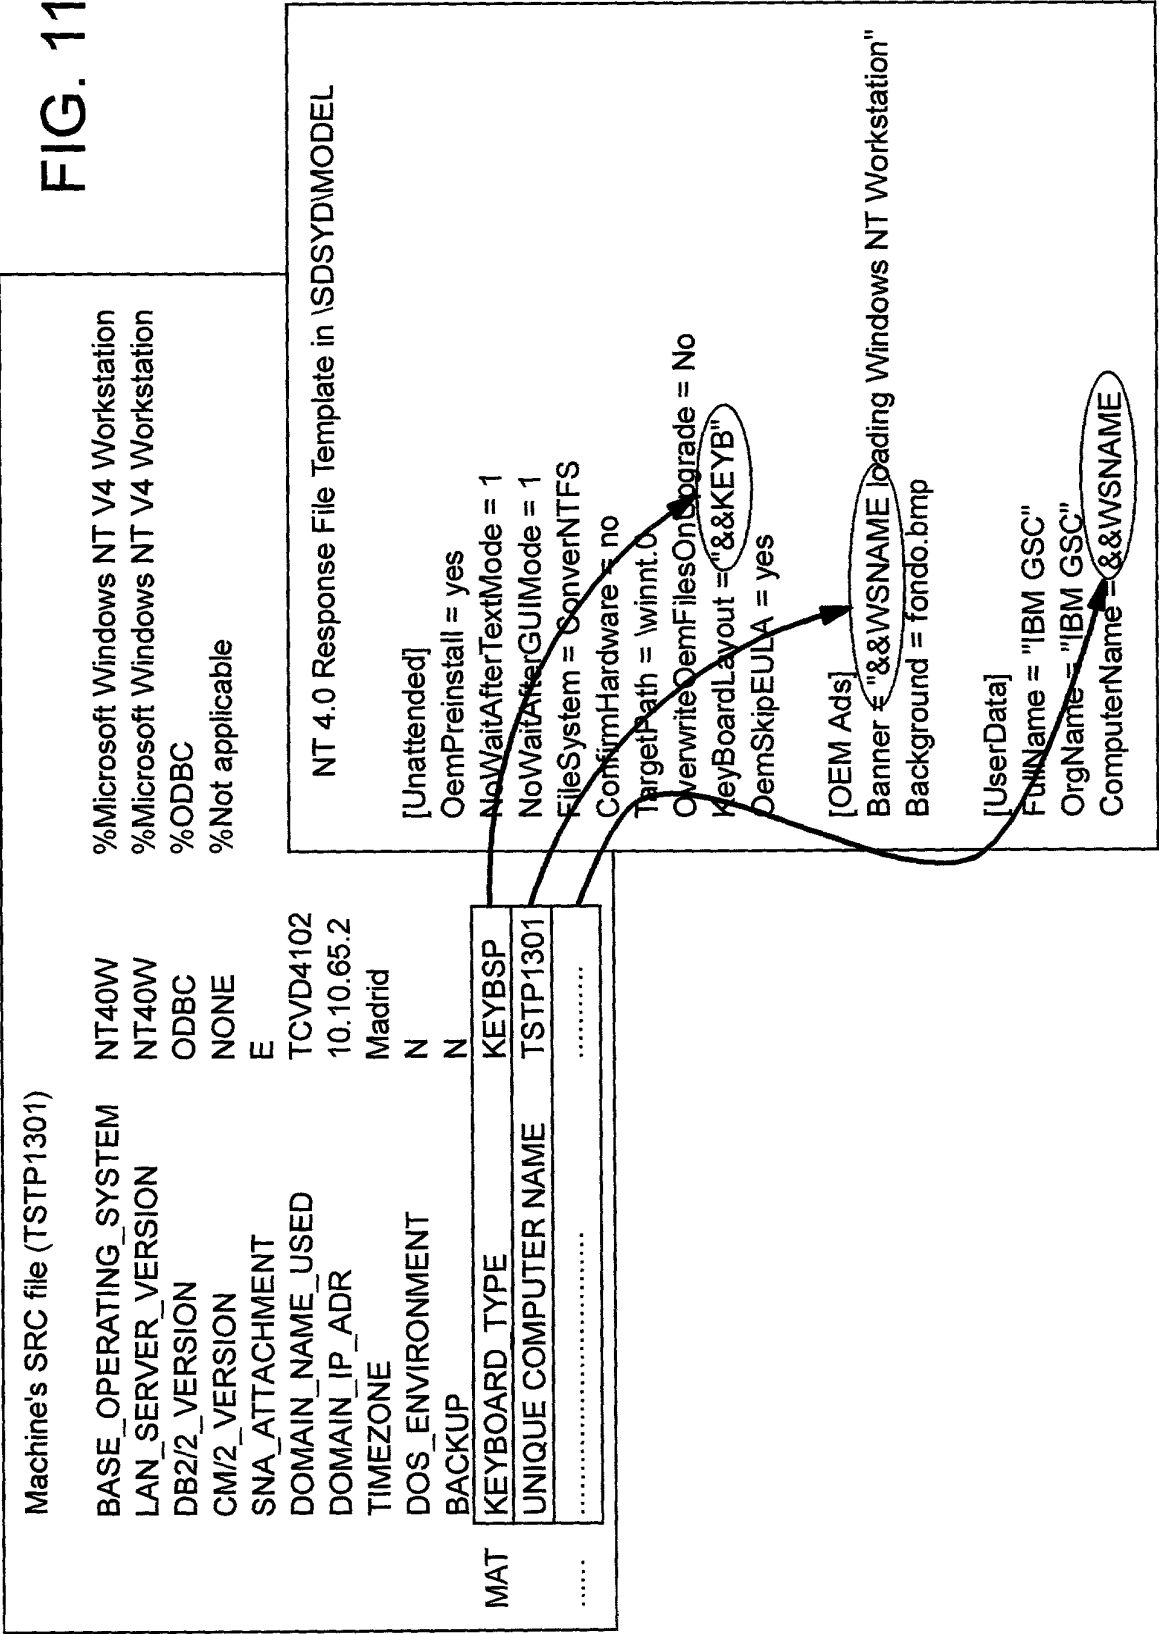 FIG. 11
Machine's SRC file (TSTP1301)
BASE_OPERATING_SYSTEM NT40W %Microsoft Windows NT V4 Workstation
LAN_SERVER_VERSION NT40W %Microsoft Windows NT V4 Workstation
DB2/2_VERSION ODBC %ODBC
CM/2_VERSION NONE %Not applicable
SNA_ATTACHMENT E
DOMAIN_NAME_USED TCVD4102
DOMAIN_IP_ADR 10.10.65.2
TIMEZONE Madrid
DOS_ENVIRONMENT N
BACKUP N
MAT KEYBOARD_TYPE KEYBSP
UNIQUE COMPUTER NAME TSTP1301
...... .......................... ..........
NT 4.0 Response File Template in \SDSYD\MODEL
[Unattended]
OemPreinstall = yes
NoWaitAfterTextMode = 1
NoWaitAfterGUIMode = 1
FileSystem = ConverNTFS
ConfirmHardware = no
TargetPath = \winnt.0
OverwriteOemFilesOnUpgrade = No
KeyBoardLayout = "&&KEYB"
OemSkipEULA = yes
[OEM Ads]
Banner = "&&WSNAME loading Windows NT Workstation"
Background = fondo.bmp
[UserData]
FullName = "IBM GSC"
OrgName = "IBM GSC"
ComputerName = &&WSNAME